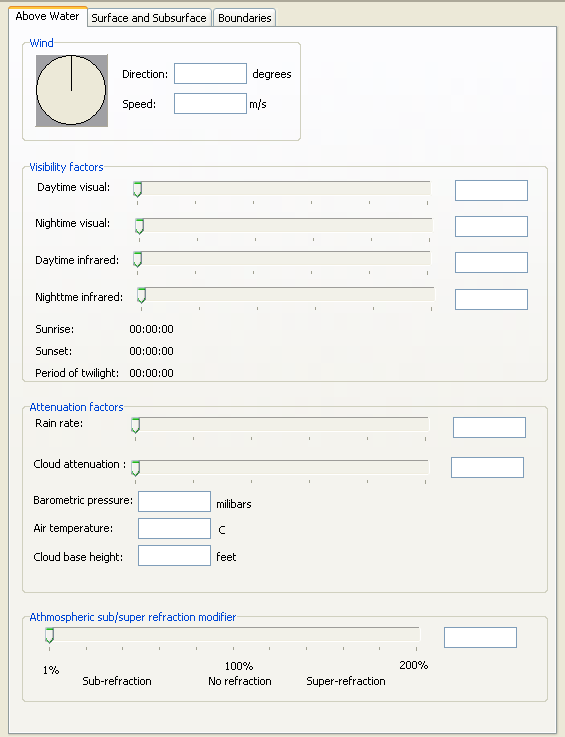 Above Water Surface and Subsurface Boundaries
Wind
Direction: degrees
Speed: m/s
Visibility factors
Daytime visual:
Nightime visual:
Daytime infrared:
Nighttme infrared:
Sunrise: 00:00:00
Sunset: 00:00:00
Period of twilight: 00:00:00
Attenuation factors
Rain rate:
Cloud attenuation :
Barometric pressure: milibars
Air temperature: C
Cloud base height: feet
Athmospheric sub/super refraction modifier
1% 100% 200%
Sub-refraction No refraction Super-refraction